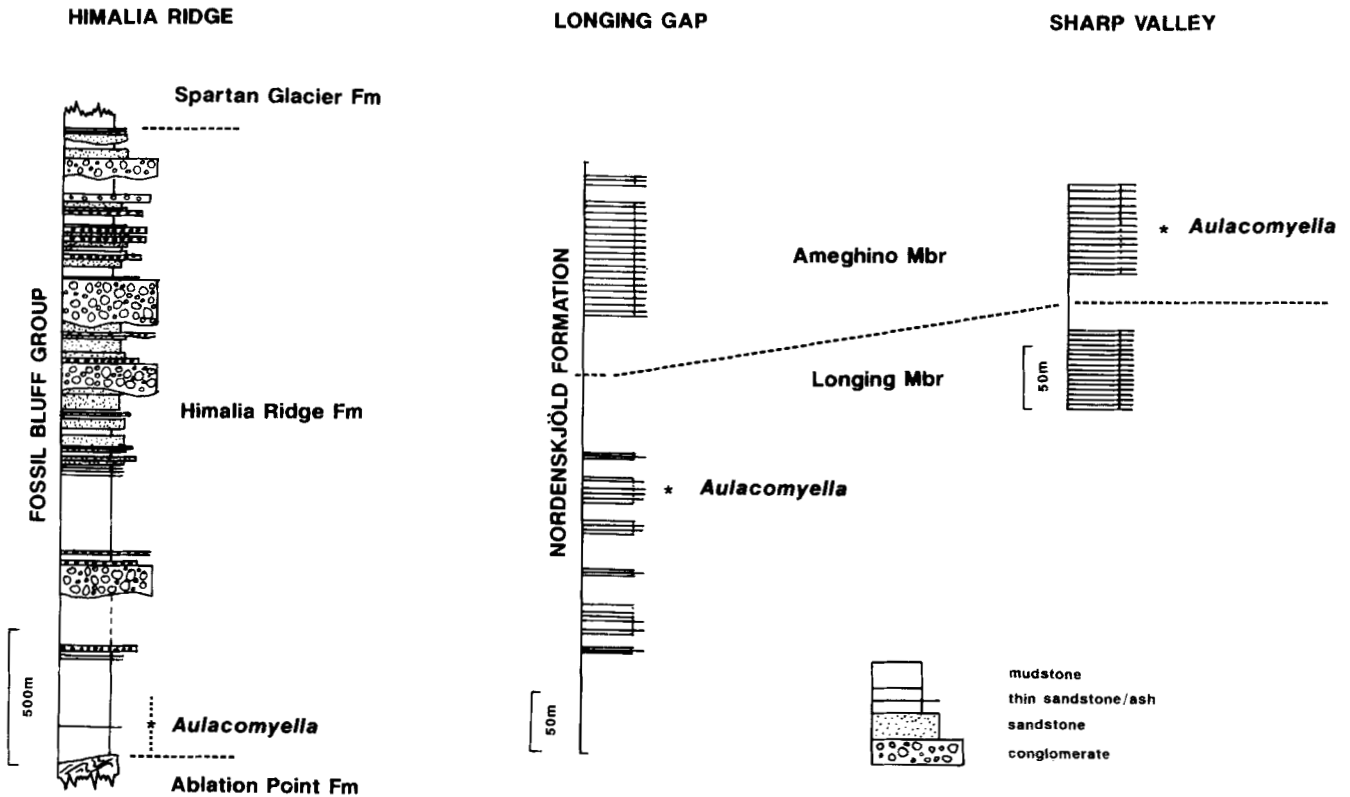 HIMALIA RIDGE
LONGING GAP
SHARP VALLEY
Spartan Glacier Fm
FOSSIL BLUFF GROUP
Himalia Ridge Fm
500m
* Aulacomyella
Ablation Point Fm
NORDENSKJÖLD FORMATION
Ameghino Mbr
Longing Mbr
* Aulacomyella
50m
* Aulacomyella
50m
mudstone
thin sandstone/ash
sandstone
conglomerate